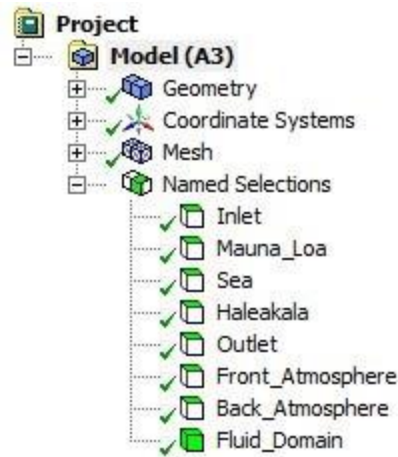 Project
Model (A3)
Geometry
Coordinate Systems
Mesh
Named Selections
Inlet
Mauna_Loa
Sea
Haleakala
Outlet
Front_Atmosphere
Back_Atmosphere
Fluid_Domain